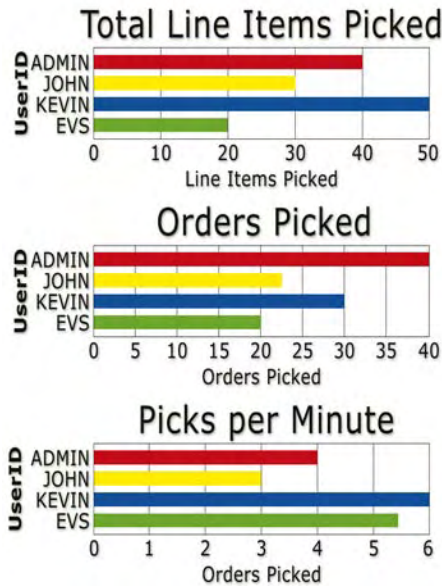 Total Line Items Picked
UserID
ADMIN
JOHN
KEVIN
EVS
0 10 20 30 40 50
Line Items Picked
Orders Picked
UserID
ADMIN
JOHN
KEVIN
EVS
0 5 10 15 20 25 30 35 40
Orders Picked
Picks per Minute
UserID
ADMIN
JOHN
KEVIN
EVS
0 1 2 3 4 5 6
Orders Picked